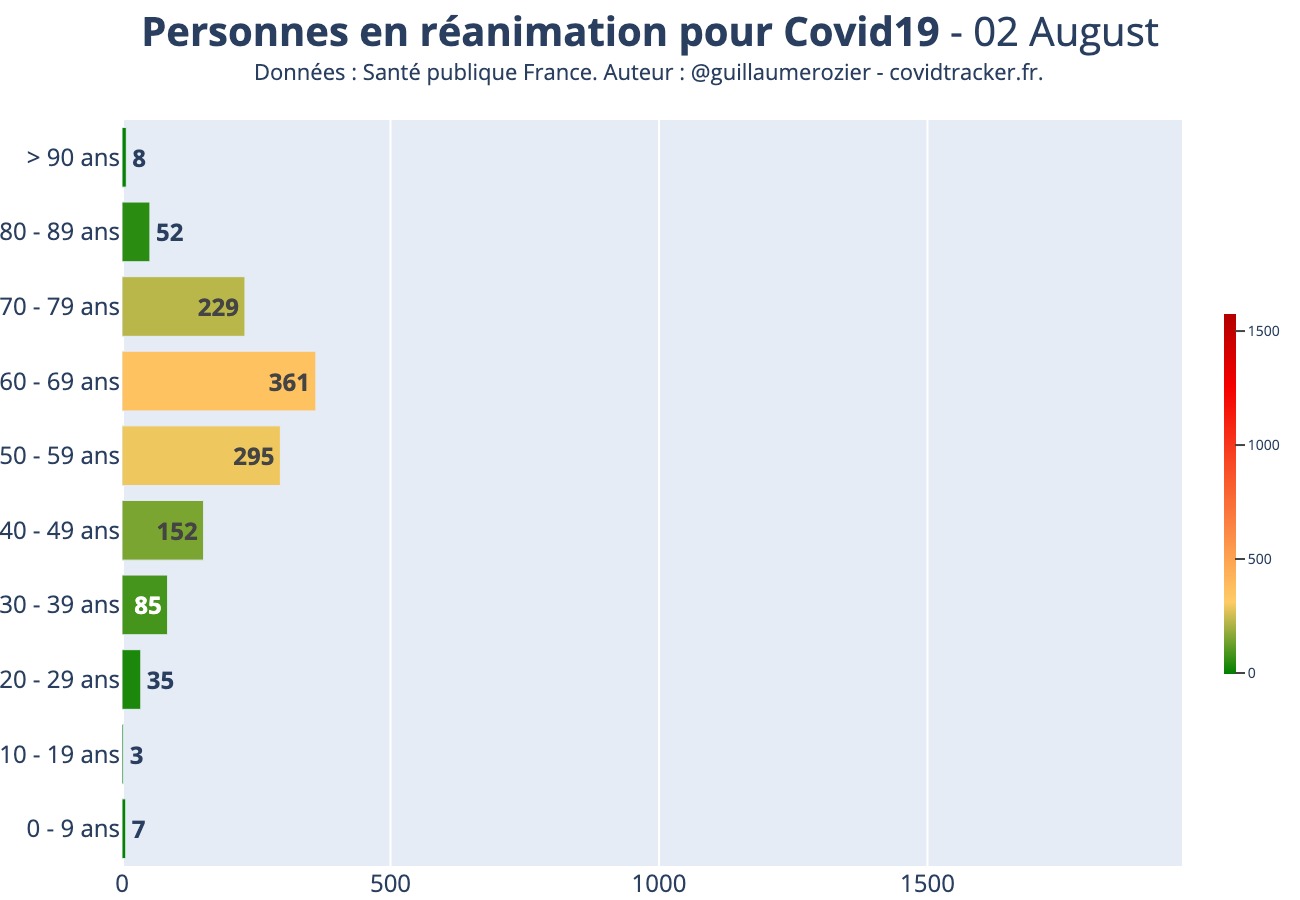 Personnes en réanimation pour Covid19 - 02 August
Données : Santé publique France. Auteur : @guillaumerozier - covidtracker.fr.
> 90 ans 8
80 - 89 ans 52
70 - 79 ans 229
60 - 69 ans 361
50 - 59 ans 295
40 - 49 ans 152
30 - 39 ans 85
20 - 29 ans 35
10 - 19 ans 3
0 - 9 ans 7
0 500 1000 1500
1500
1000
500
0